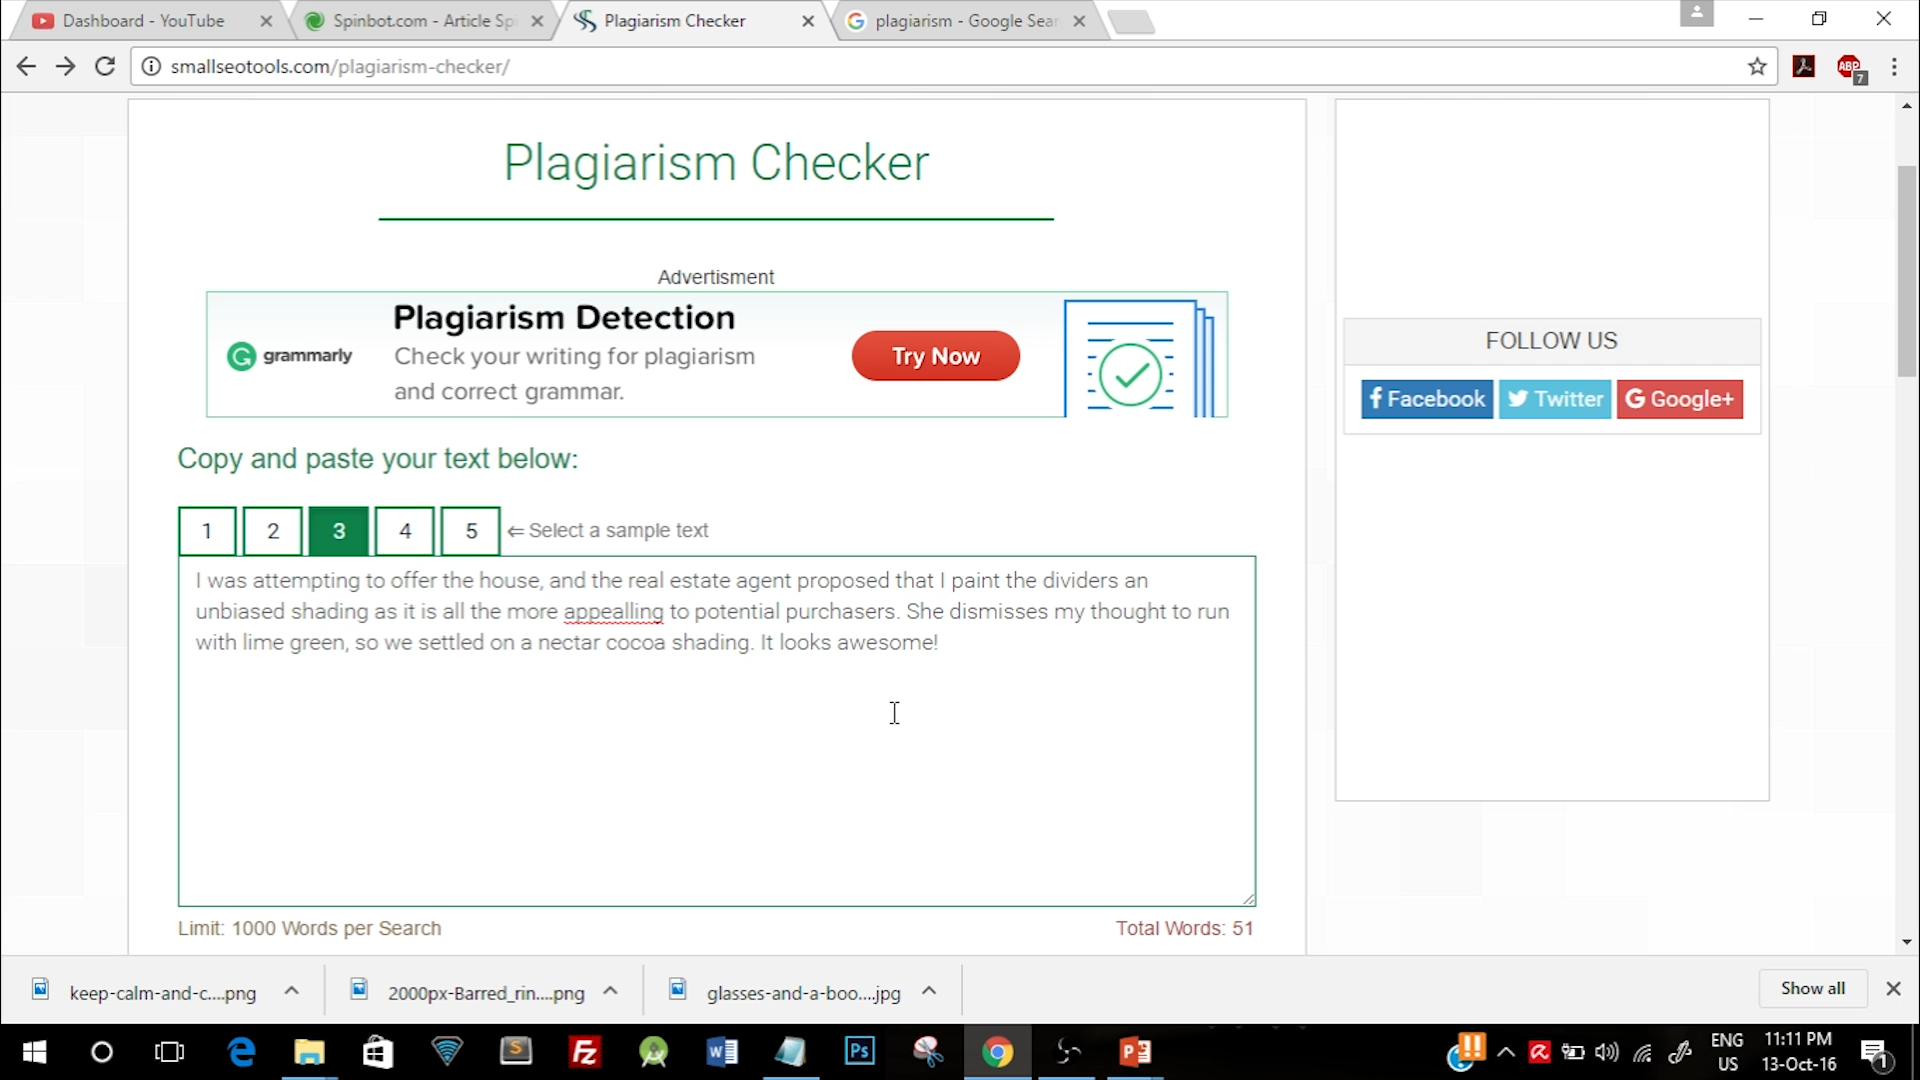 Dashboard - YouTube
Spinbot.com - Article Sp
Plagiarism Checker
plagiarism - Google Sear
smallseotools.com/plagiarism-checker/
ABP
7
Plagiarism Checker
Advertisment
grammarly
Plagiarism Detection
Check your writing for plagiarism
and correct grammar.
Try Now
FOLLOW US
Facebook
Twitter
Google+
Copy and paste your text below:
1 2 3 4 5 ⇐ Select a sample text
I was attempting to offer the house, and the real estate agent proposed that I paint the dividers an
unbiased shading as it is all the more appealling to potential purchasers. She dismisses my thought to run
with lime green, so we settled on a nectar cocoa shading. It looks awesome!
Limit: 1000 Words per Search
Total Words: 51
keep-calm-and-c....png
2000px-Barred_rin....png
glasses-and-a-boo....jpg
Show all
Ps
ENG
US
11:11 PM
13-Oct-16
1